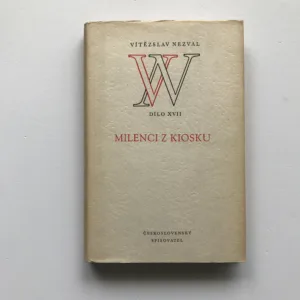 VÍTĚZSLAV NEZVAL
VN
DÍLO XVII
MILENCI Z KIOSKU
ČESKOSLOVENSKÝ
SPISOVATEL